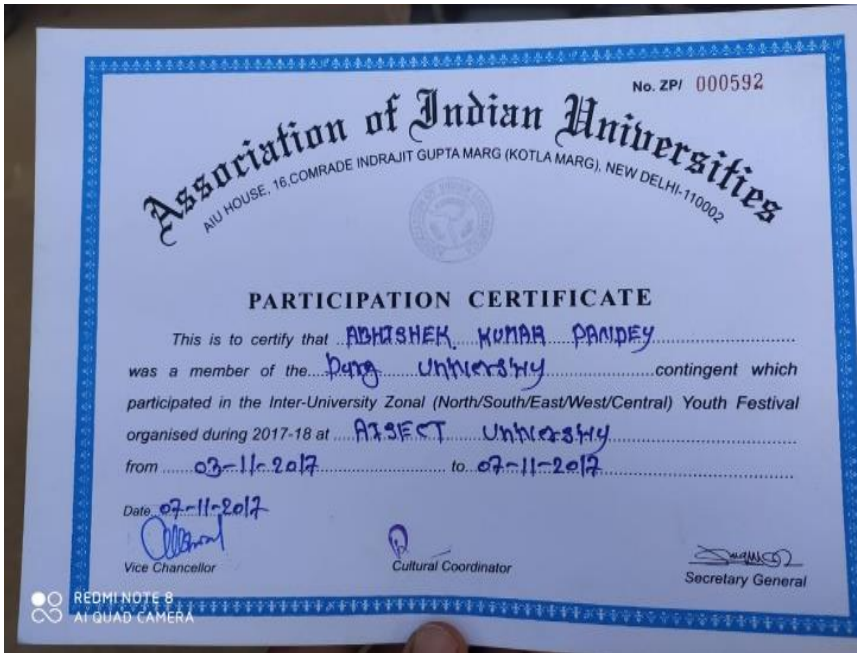 No. ZP/ 000592
Association of Indian Universities
AIU HOUSE, 16,COMRADE INDRAJIT GUPTA MARG (KOTLA MARG), NEW DELHI-110002
PARTICIPATION CERTIFICATE
This is to certify that ABHISHEK KUMAR PANDEY
was a member of the Durg University contingent which
participated in the Inter-University Zonal (North/South/East/West/Central) Youth Festival
organised during 2017-18 at AISECT University
from 03-11-2017 to 07-11-2017
Date 07-11-2017
Vice Chancellor Cultural Coordinator Secretary General
REDMI NOTE 8
AI QUAD CAMERA